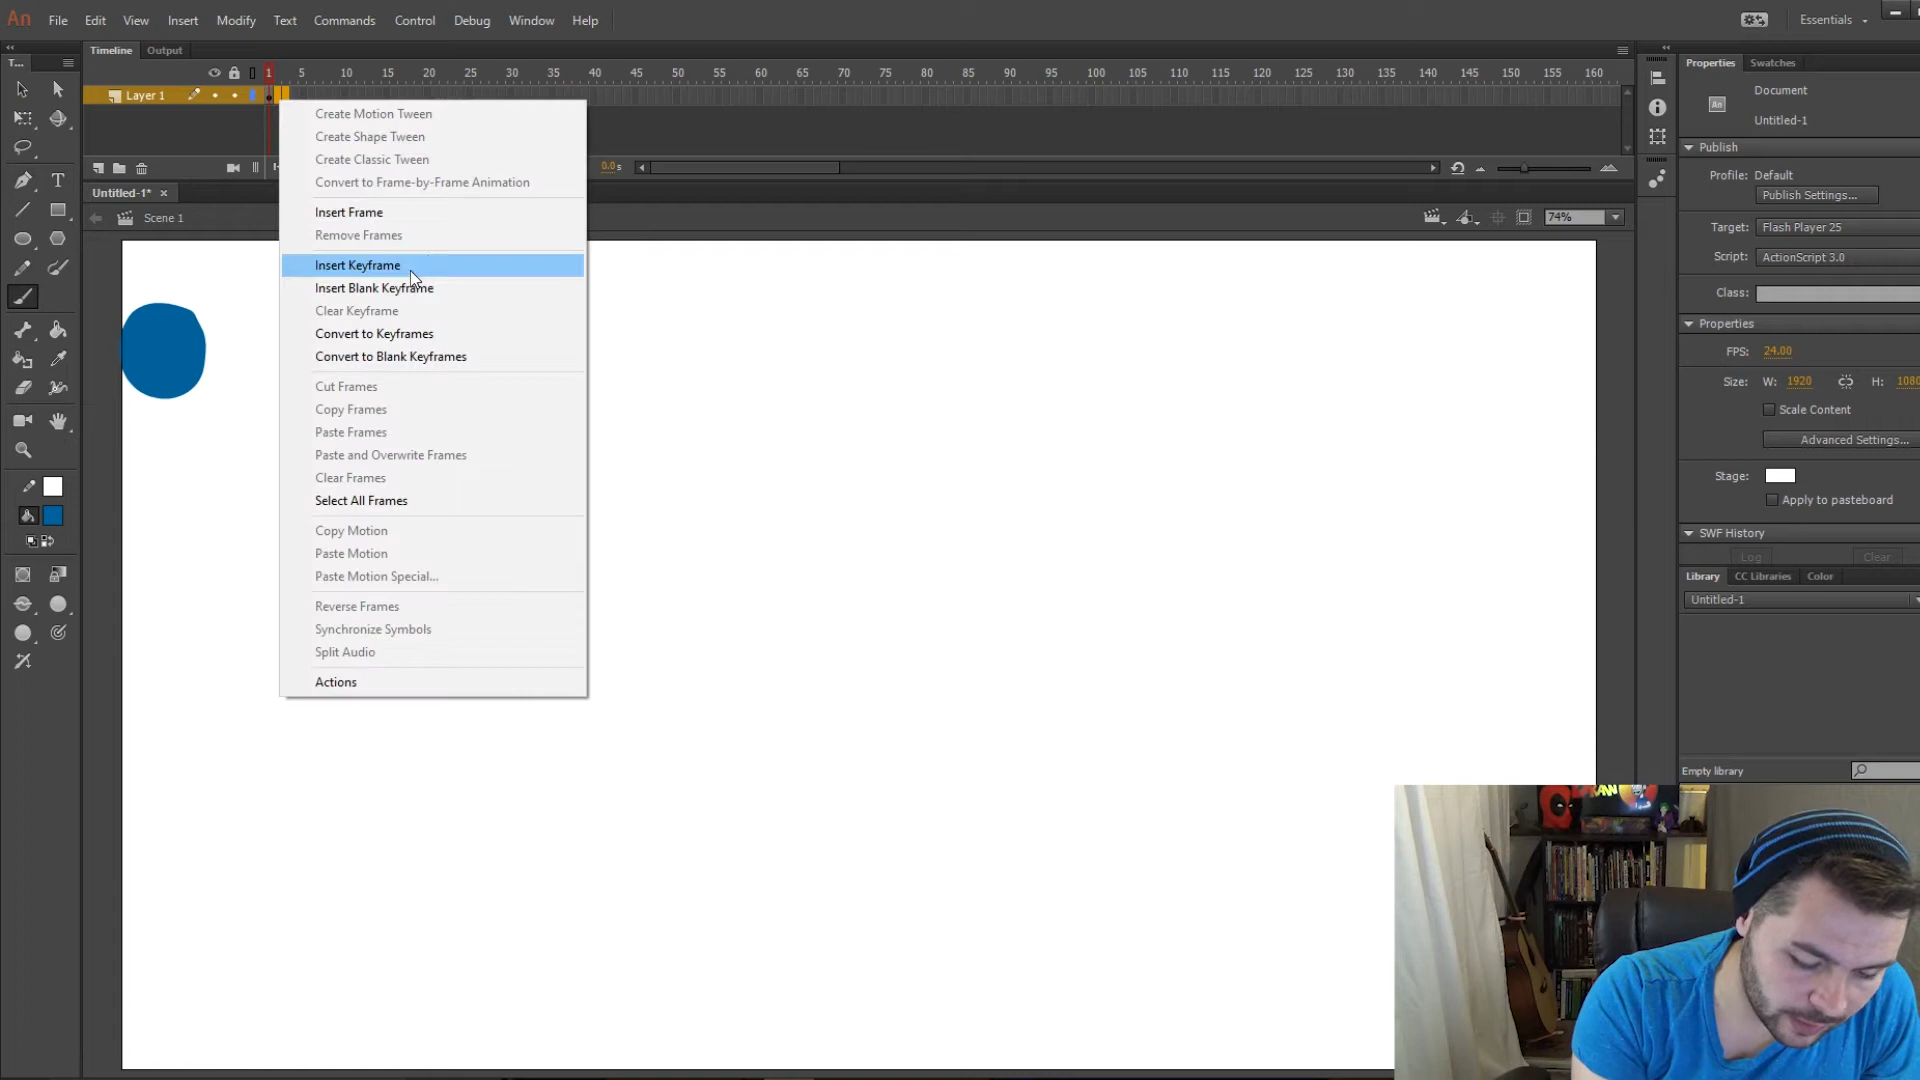 An File Edit View Insert Modify Text Commands Control Debug Window Help Essentials
Timeline Output
T...
Properties Swatches
1 5 10 15 20 25 30 35 40 45 50 55 60 65 70 75 80 85 90 95 100 105 110 115 120 125 130 135 140 145 150 155 160
Layer 1
An
Document
Untitled-1
Create Motion Tween
Create Shape Tween
Create Classic Tween
Convert to Frame-by-Frame Animation
Insert Frame
Remove Frames
Insert Keyframe
Insert Blank Keyframe
Clear Keyframe
Convert to Keyframes
Convert to Blank Keyframes
Cut Frames
Copy Frames
Paste Frames
Paste and Overwrite Frames
Clear Frames
Select All Frames
Copy Motion
Paste Motion
Paste Motion Special...
Reverse Frames
Synchronize Symbols
Split Audio
Actions
0.0 s
Untitled-1*
Scene 1
74%
Publish
Profile: Default
Publish Settings...
Target: Flash Player 25
Script: ActionScript 3.0
Class:
Properties
FPS: 24.00
Size: W: 1920 H: 1080
Scale Content
Advanced Settings...
Stage:
Apply to pasteboard
SWF History
Log Clear
Library CC Libraries Color
Untitled-1
Empty library
DRAW